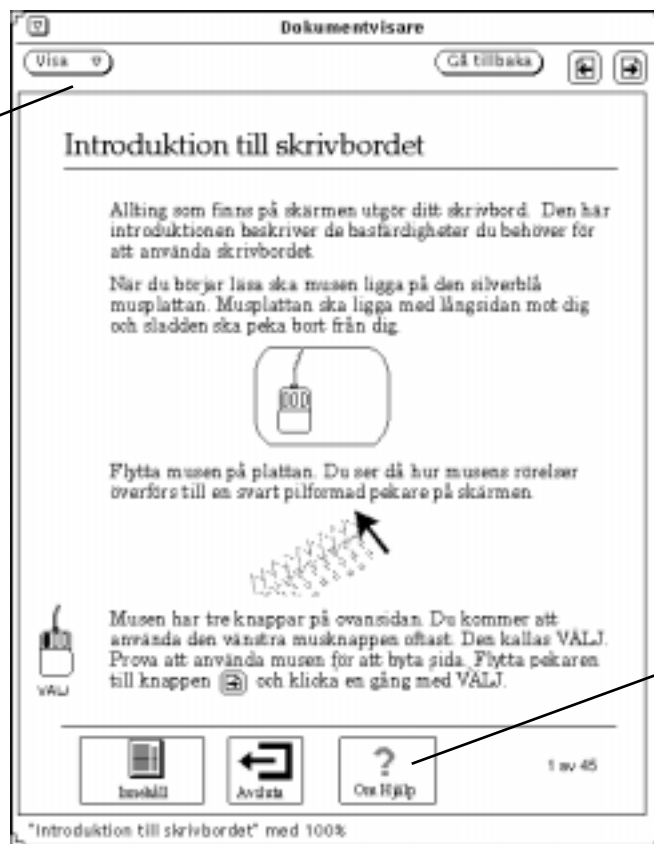 Dokumentvisare
Visa
Gå tillbaka
Introduktion till skrivbordet
Allting som finns på skärmen utgör ditt skrivbord. Den här
introduktionen beskriver de basfärdigheter du behöver för
att använda skrivbordet.
När du börjar läsa ska musen ligga på den silverblå
musplattan. Musplattan ska ligga med långsidan mot dig
och sladden ska peka bort från dig.
Flytta musen på plattan. Du ser då hur musens rörelser
överförs till en svart pilformad pekare på skärmen.
Musen har tre knappar på ovansidan. Du kommer att
använda den vänstra musknappen oftast. Den kallas VÄLJ.
Prova att använda musen för att byta sida. Flytta pekaren
till knappen och klicka en gång med VÄLJ.
VÄLJ
Innehåll
Avsluta
Om Hjälp
1 av 45
"Introduktion till skrivbordet" med 100%